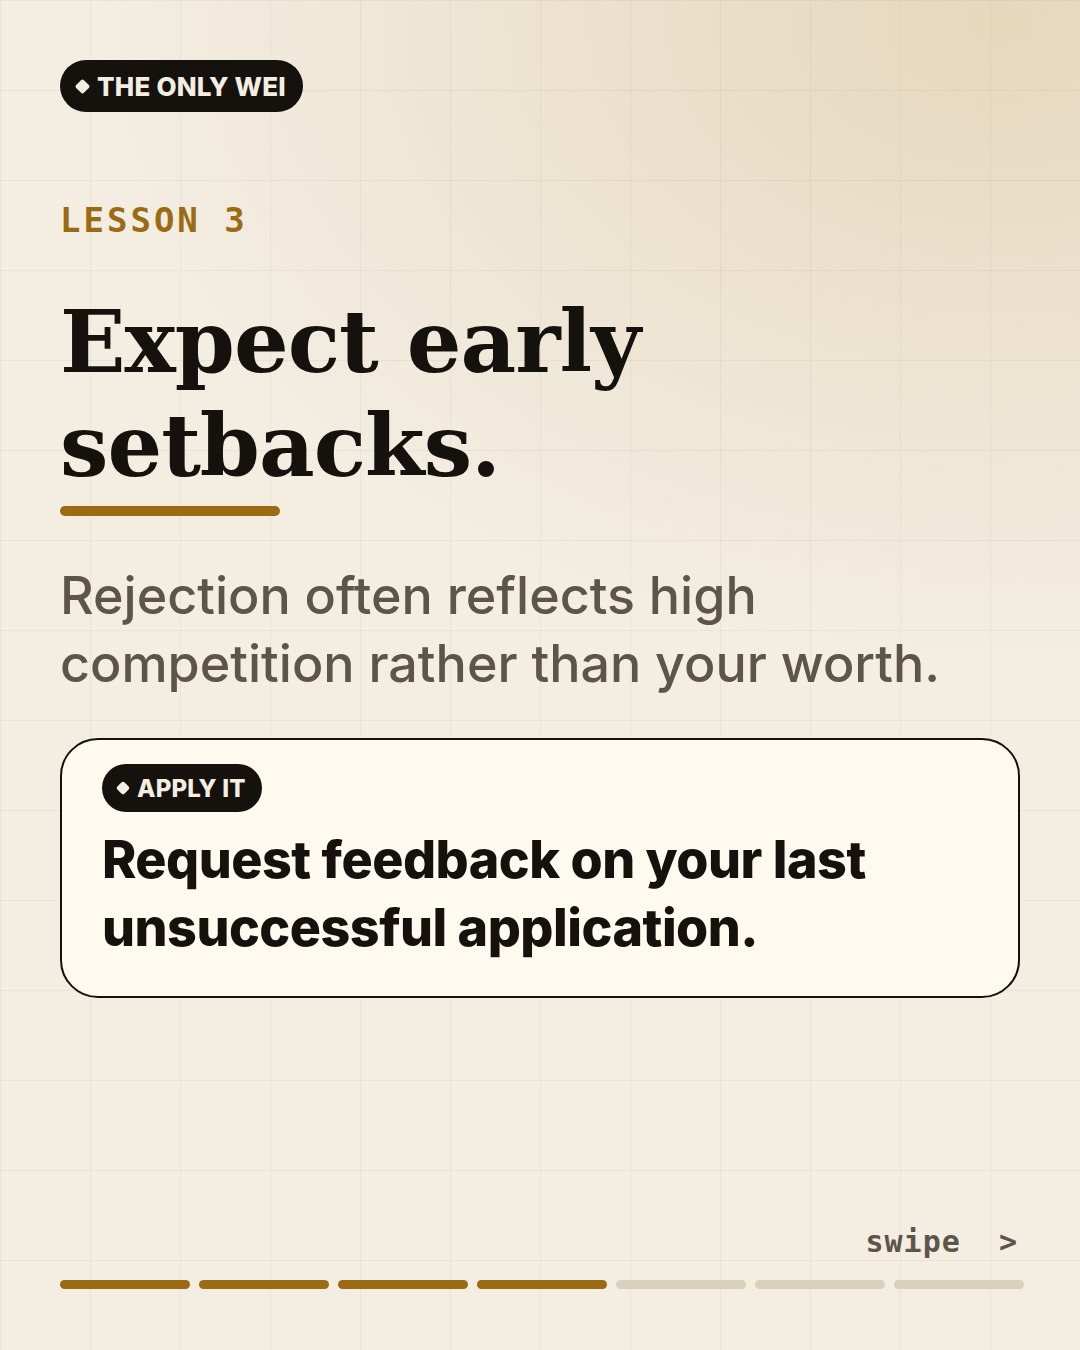 THE ONLY WEI
LESSON 3
Expect early
setbacks.
Rejection often reflects high
competition rather than your worth.
APPLY IT
Request feedback on your last
unsuccessful application.
swipe >